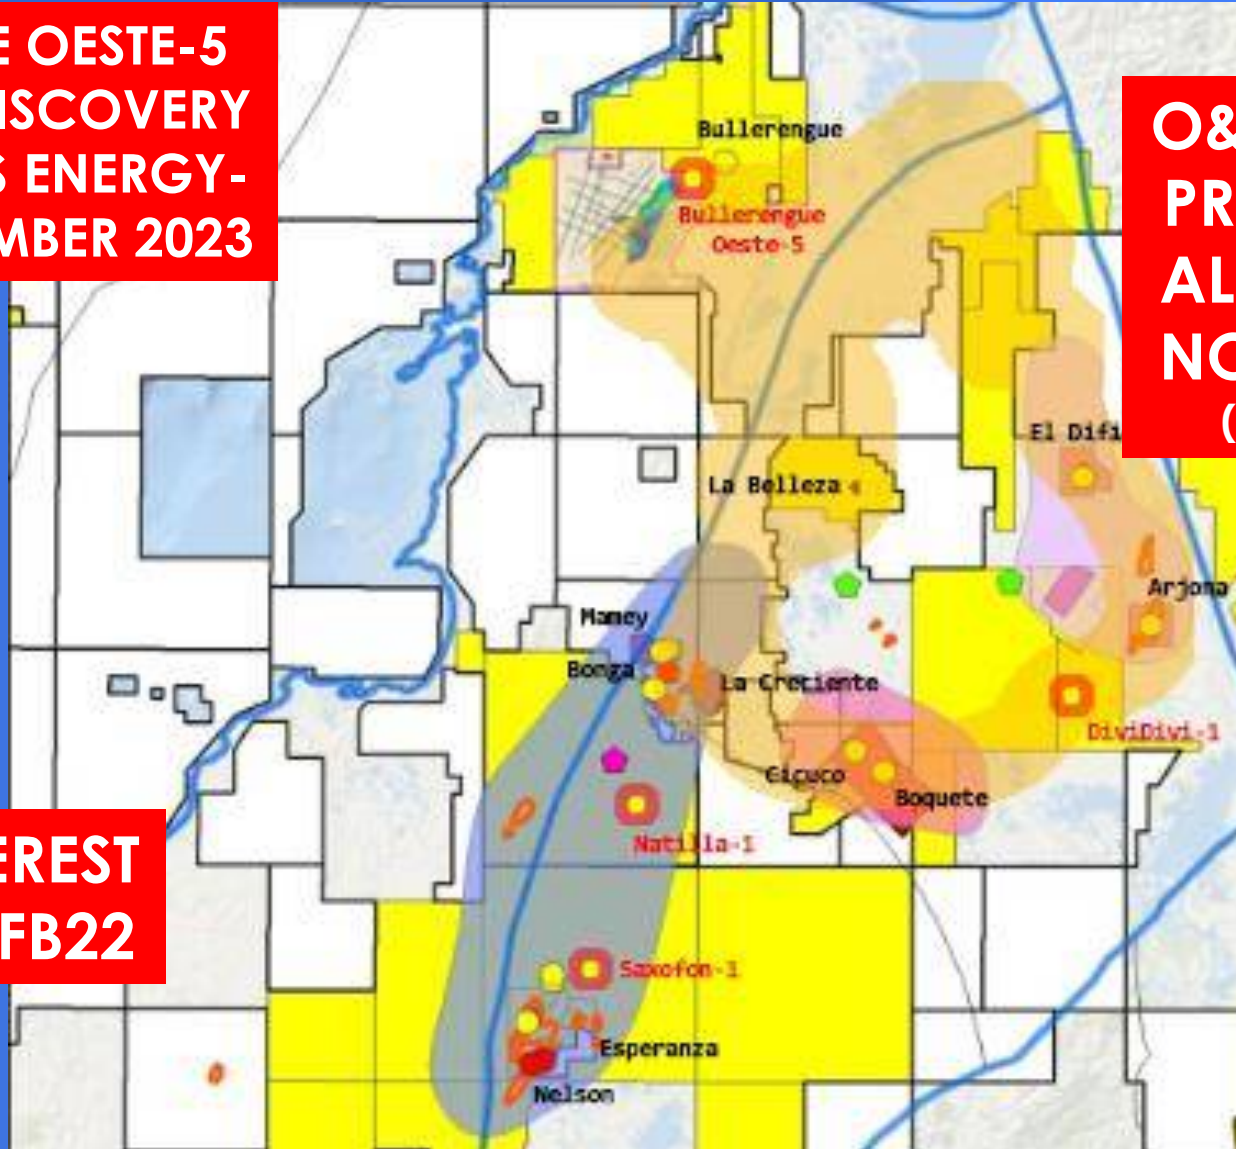 E OESTE-5
ISCOVERY
S ENERGY-
MBER 2023
O&
PR
AL
NO
(
Bullerengue
Bullerengue
Oeste-5
El Difi
La Belleza
Arjona
Mamey
Bonga
La Creciente
DiviDivi-1
Cicuco
Boquete
Natilla-1
EREST
FB22
Saxofon-1
Esperanza
Nelson